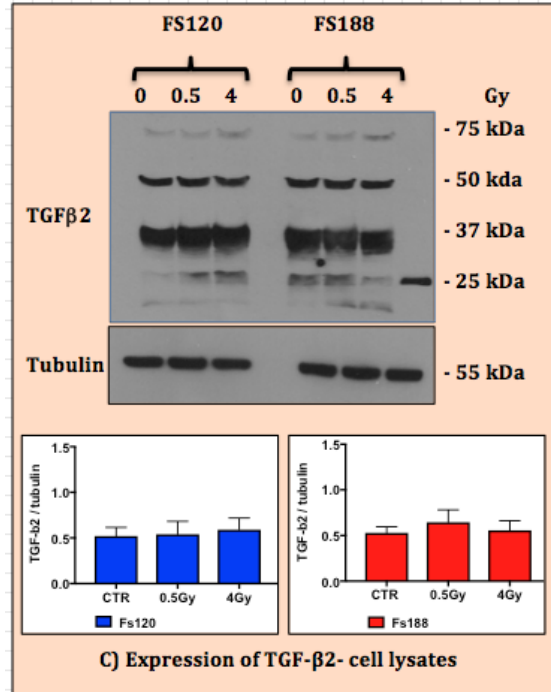 FS120 FS188
0 0.5 4 0 0.5 4 Gy
- 75 kDa
- 50 kda
TGFβ2
- 37 kDa
- 25 kDa
Tubulin
- 55 kDa
1.5
1.0
0.5
0.0
TGF-b2 / tubulin
CTR 0.5Gy 4Gy
Fs120
1.5
1.0
0.5
0.0
TGF-b2 / tubulin
CTR 0.5Gy 4Gy
Fs188
C) Expression of TGF-β2- cell lysates